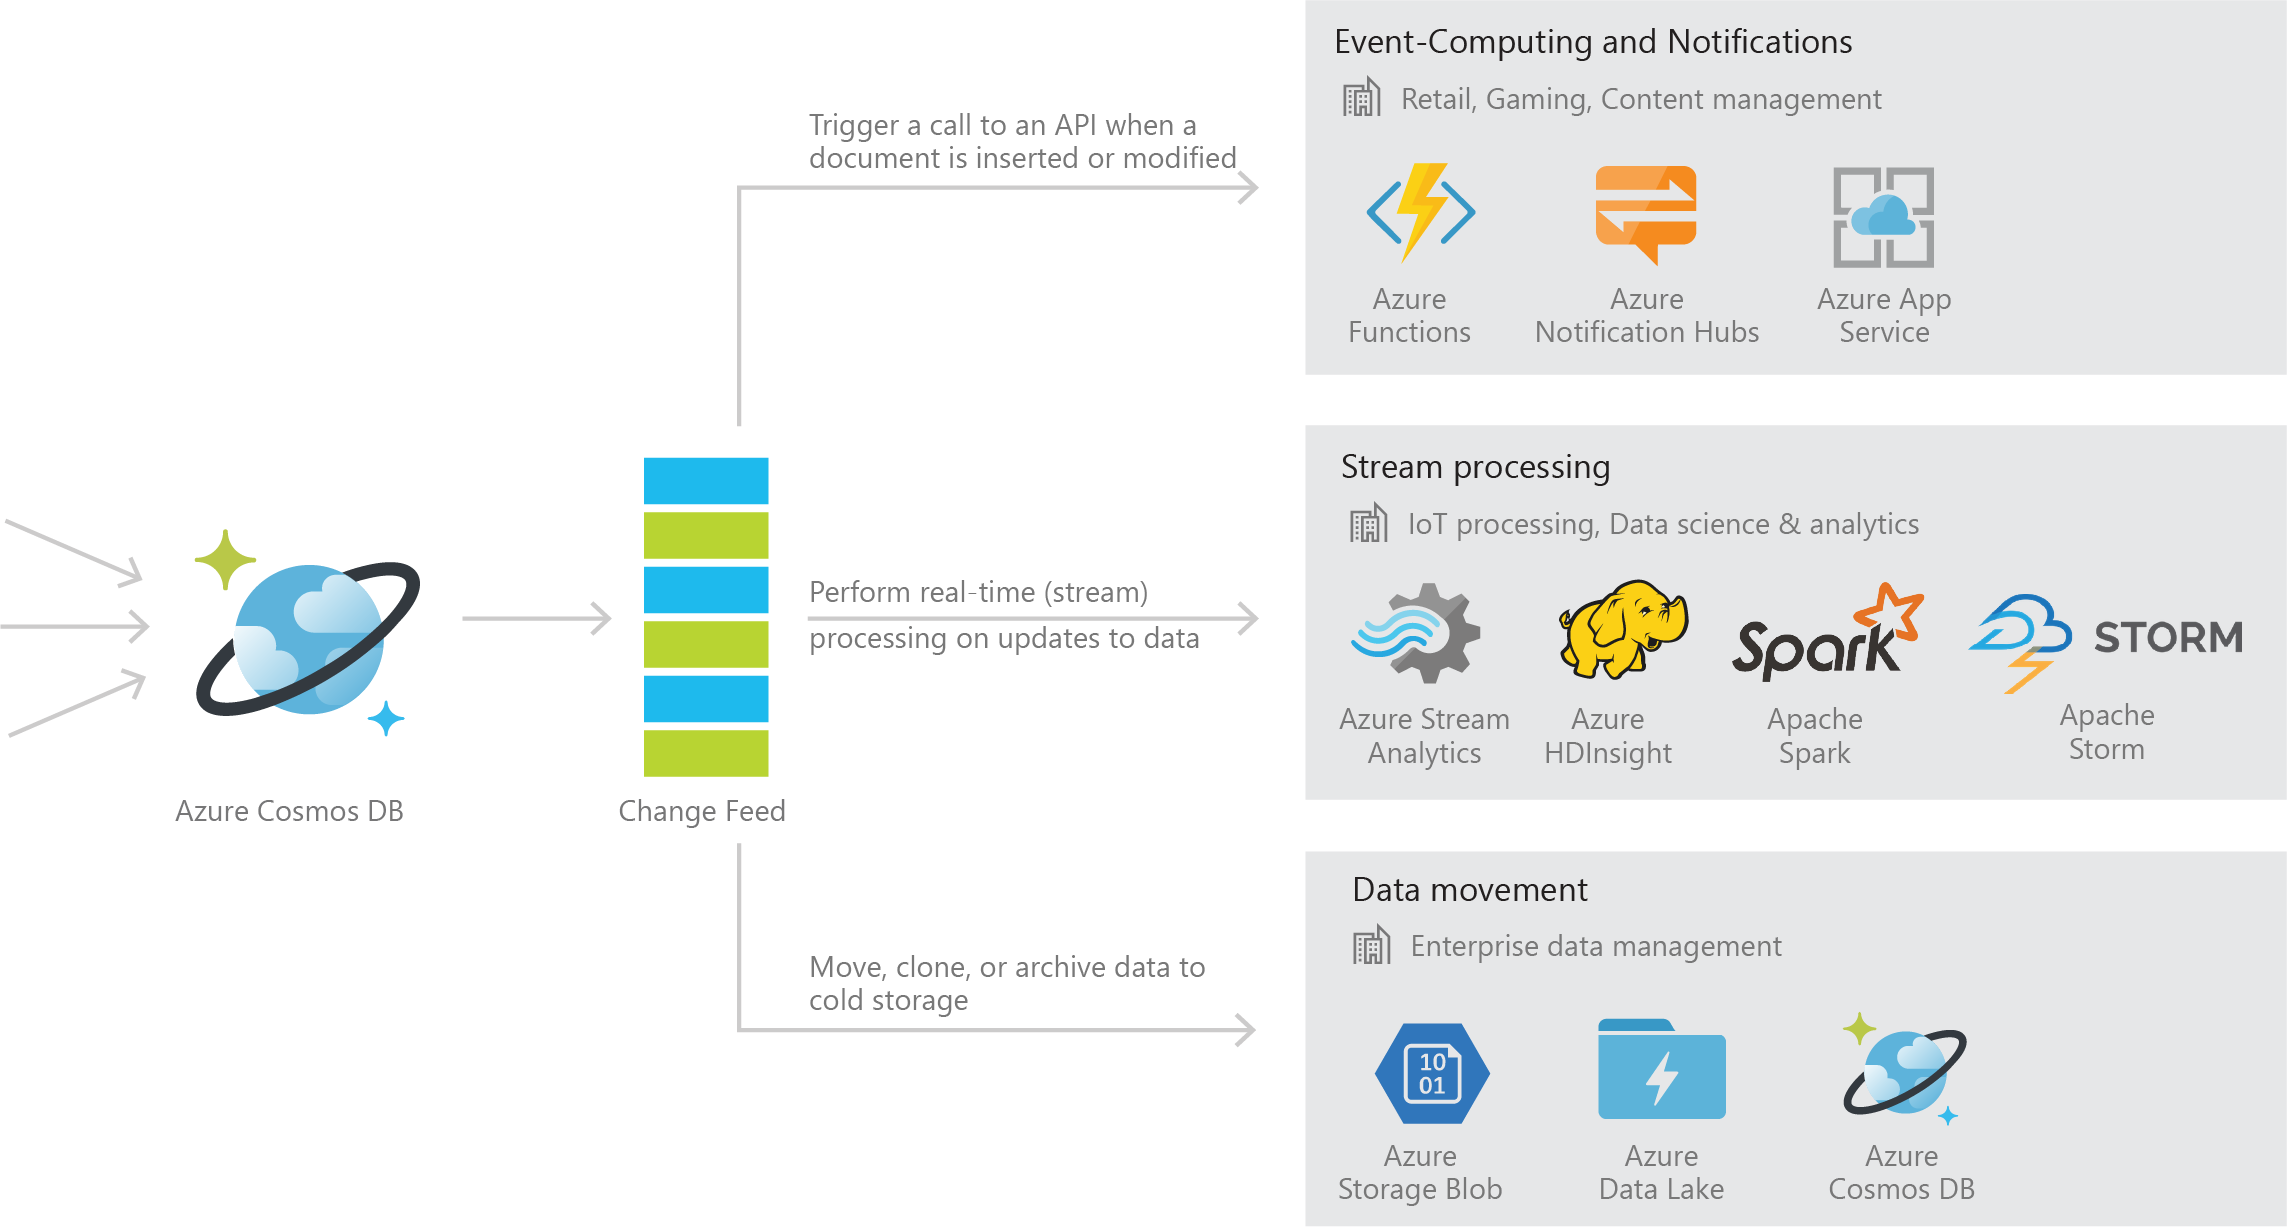 Event-Computing and Notifications
Retail, Gaming, Content management
Trigger a call to an API when a
document is inserted or modified
Azure
Functions
Azure
Notification Hubs
Azure App
Service
Stream processing
IoT processing, Data science & analytics
Perform real-time (stream)
processing on updates to data
Spark
STORM
Azure Stream
Analytics
Azure
HDInsight
Apache
Spark
Apache
Storm
Azure Cosmos DB
Change Feed
Data movement
Enterprise data management
Move, clone, or archive data to
cold storage
10
01
Azure
Storage Blob
Azure
Data Lake
Azure
Cosmos DB